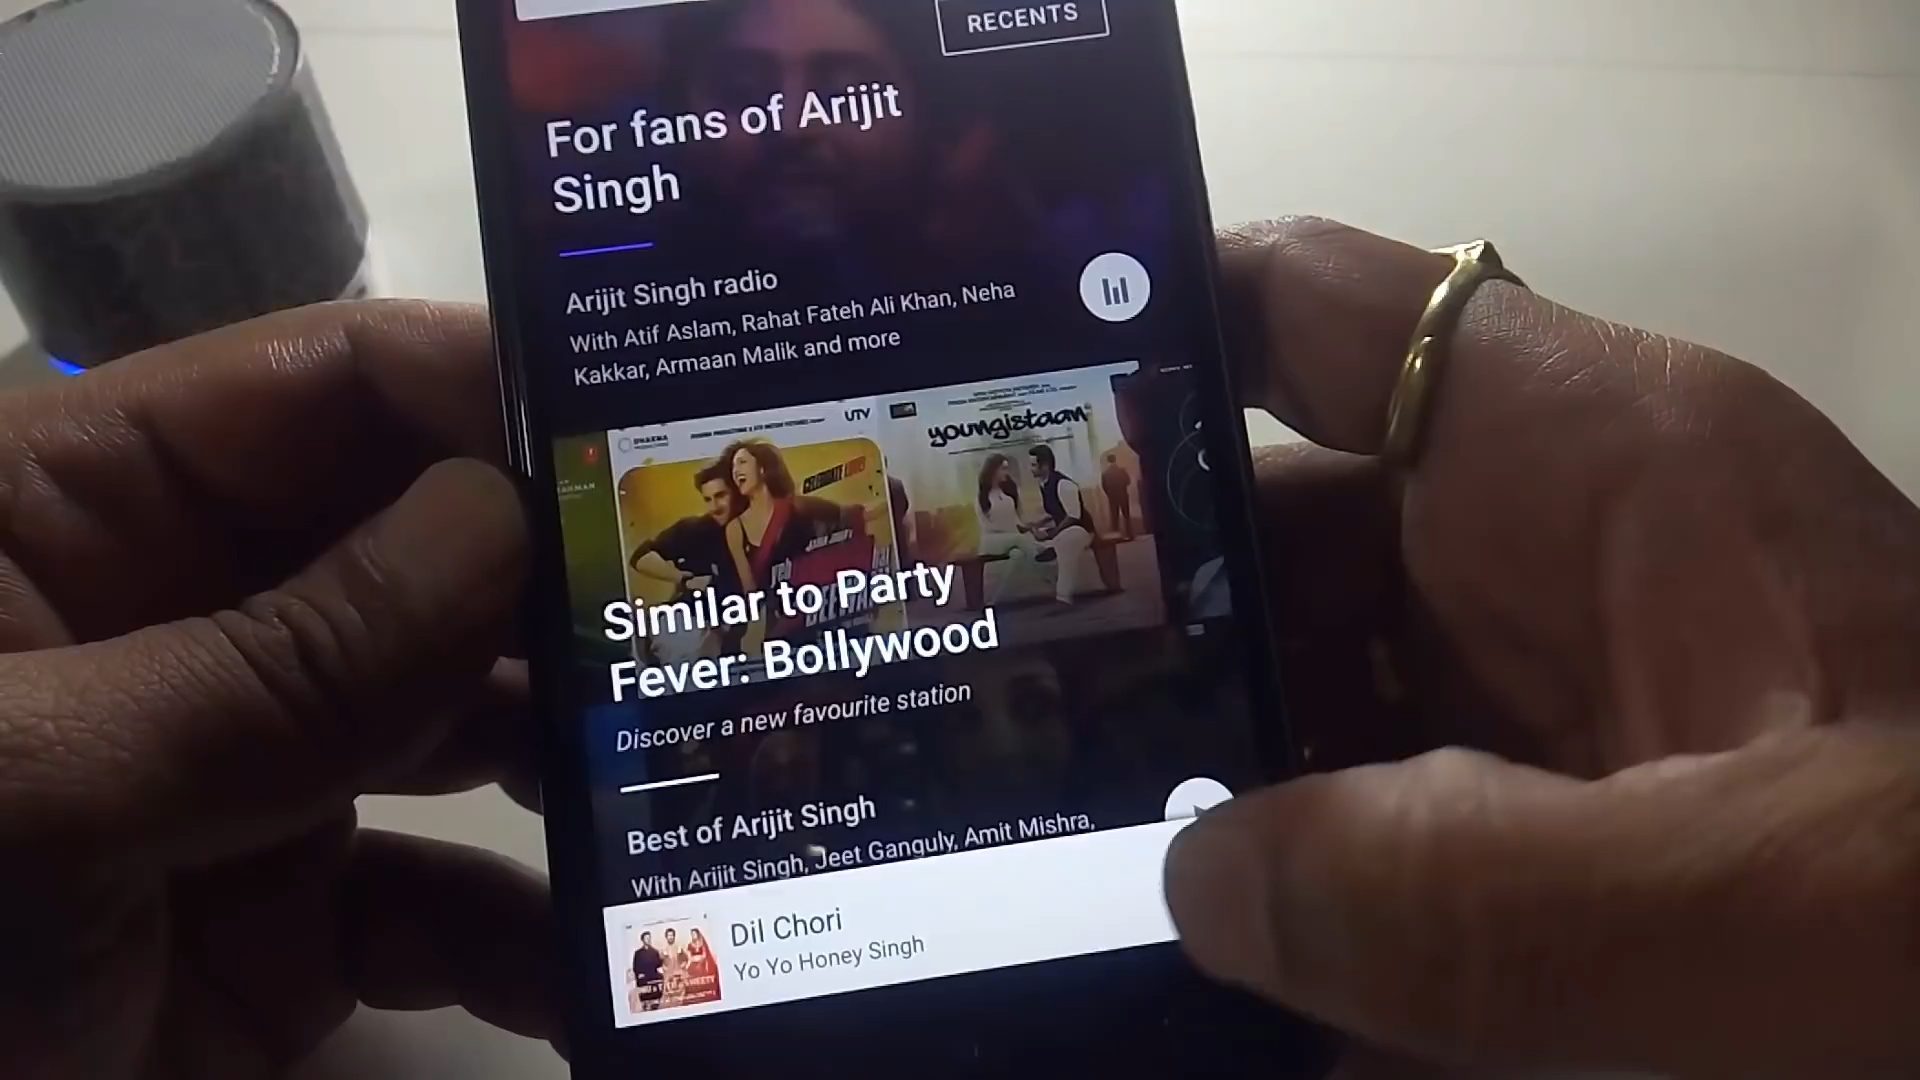 RECENTS
For fans of Arijit
Singh
Arijit Singh radio
With Atif Aslam, Rahat Fateh Ali Khan, Neha
Kakkar, Armaan Malik and more
DHARMA
UTV
youngistaan
Similar to Party
Fever: Bollywood
Discover a new favourite station
Best of Arijit Singh
With Arijit Singh, Jeet Ganguly, Amit Mishra,
Dil Chori
Yo Yo Honey Singh